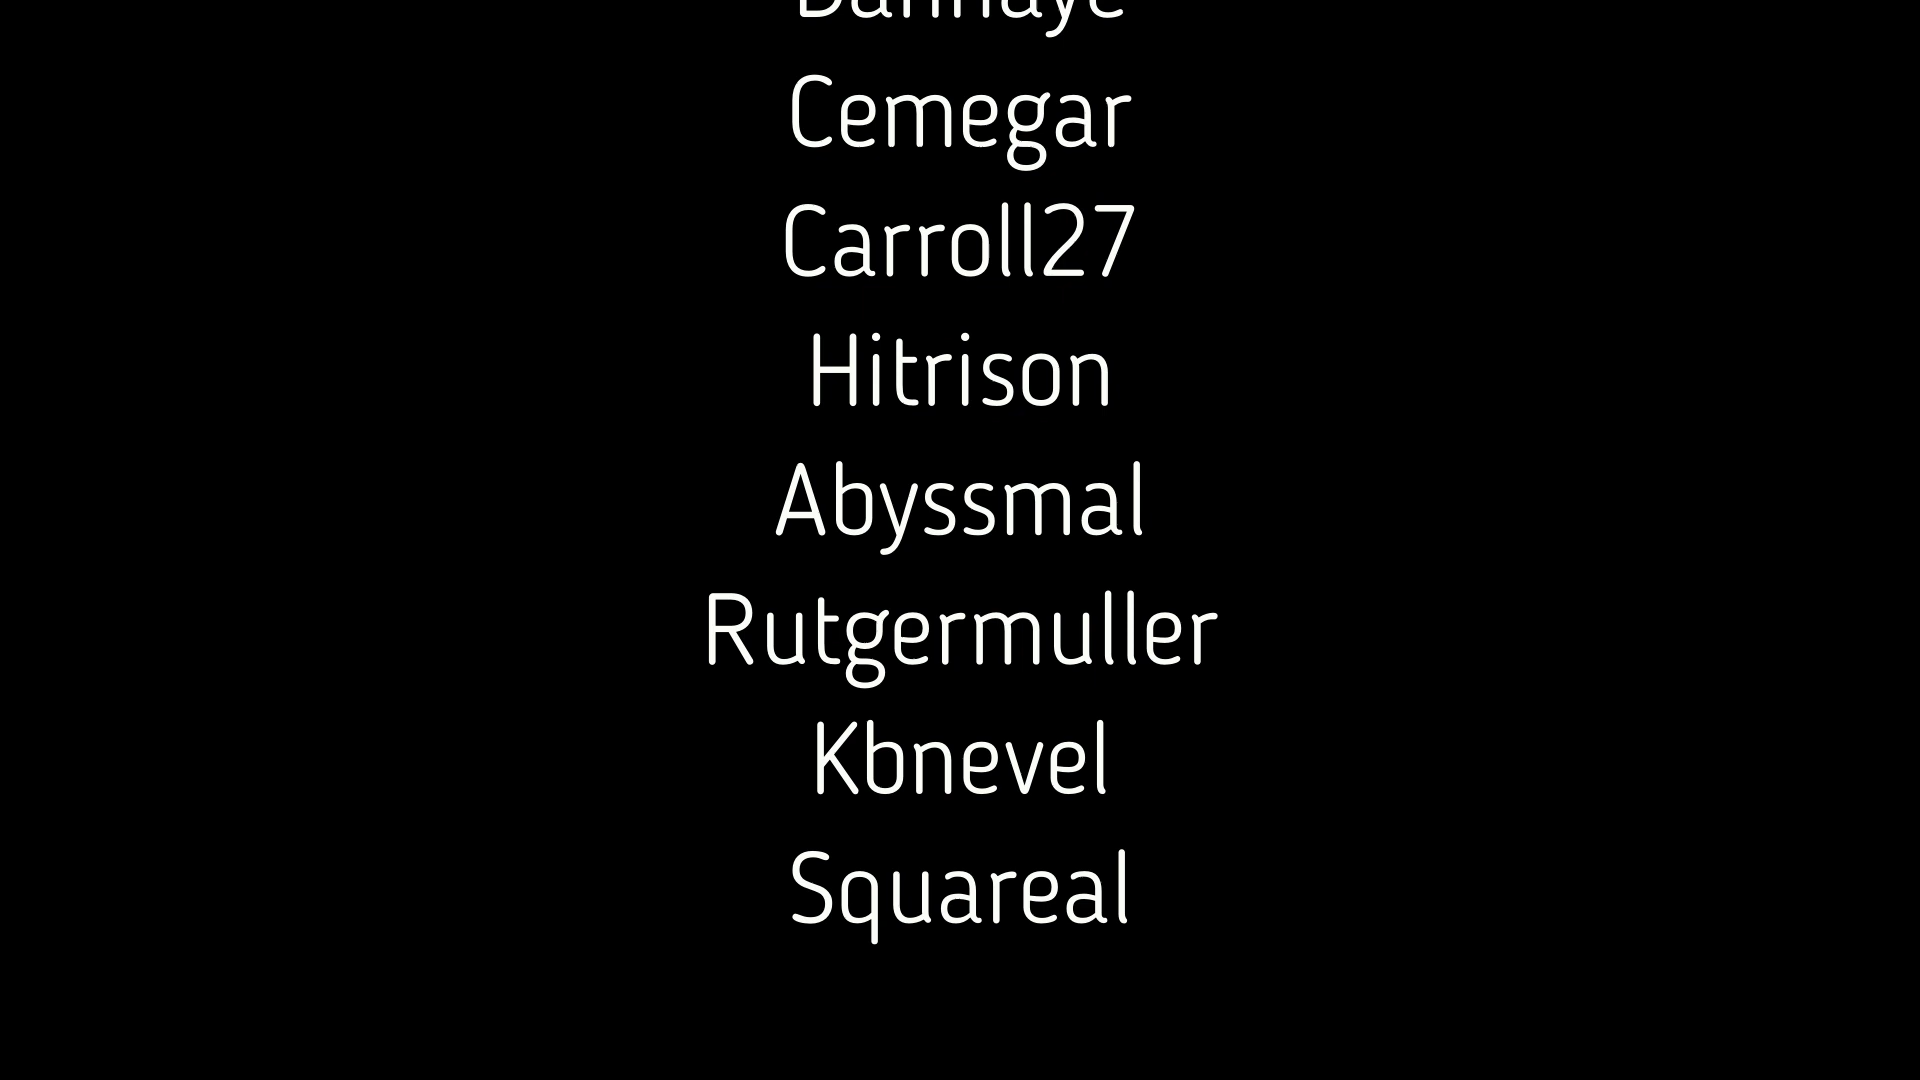 Cemegar
Carroll27
Hitrison
Abyssmal
Rutgermuller
Kbnevel
Squareal